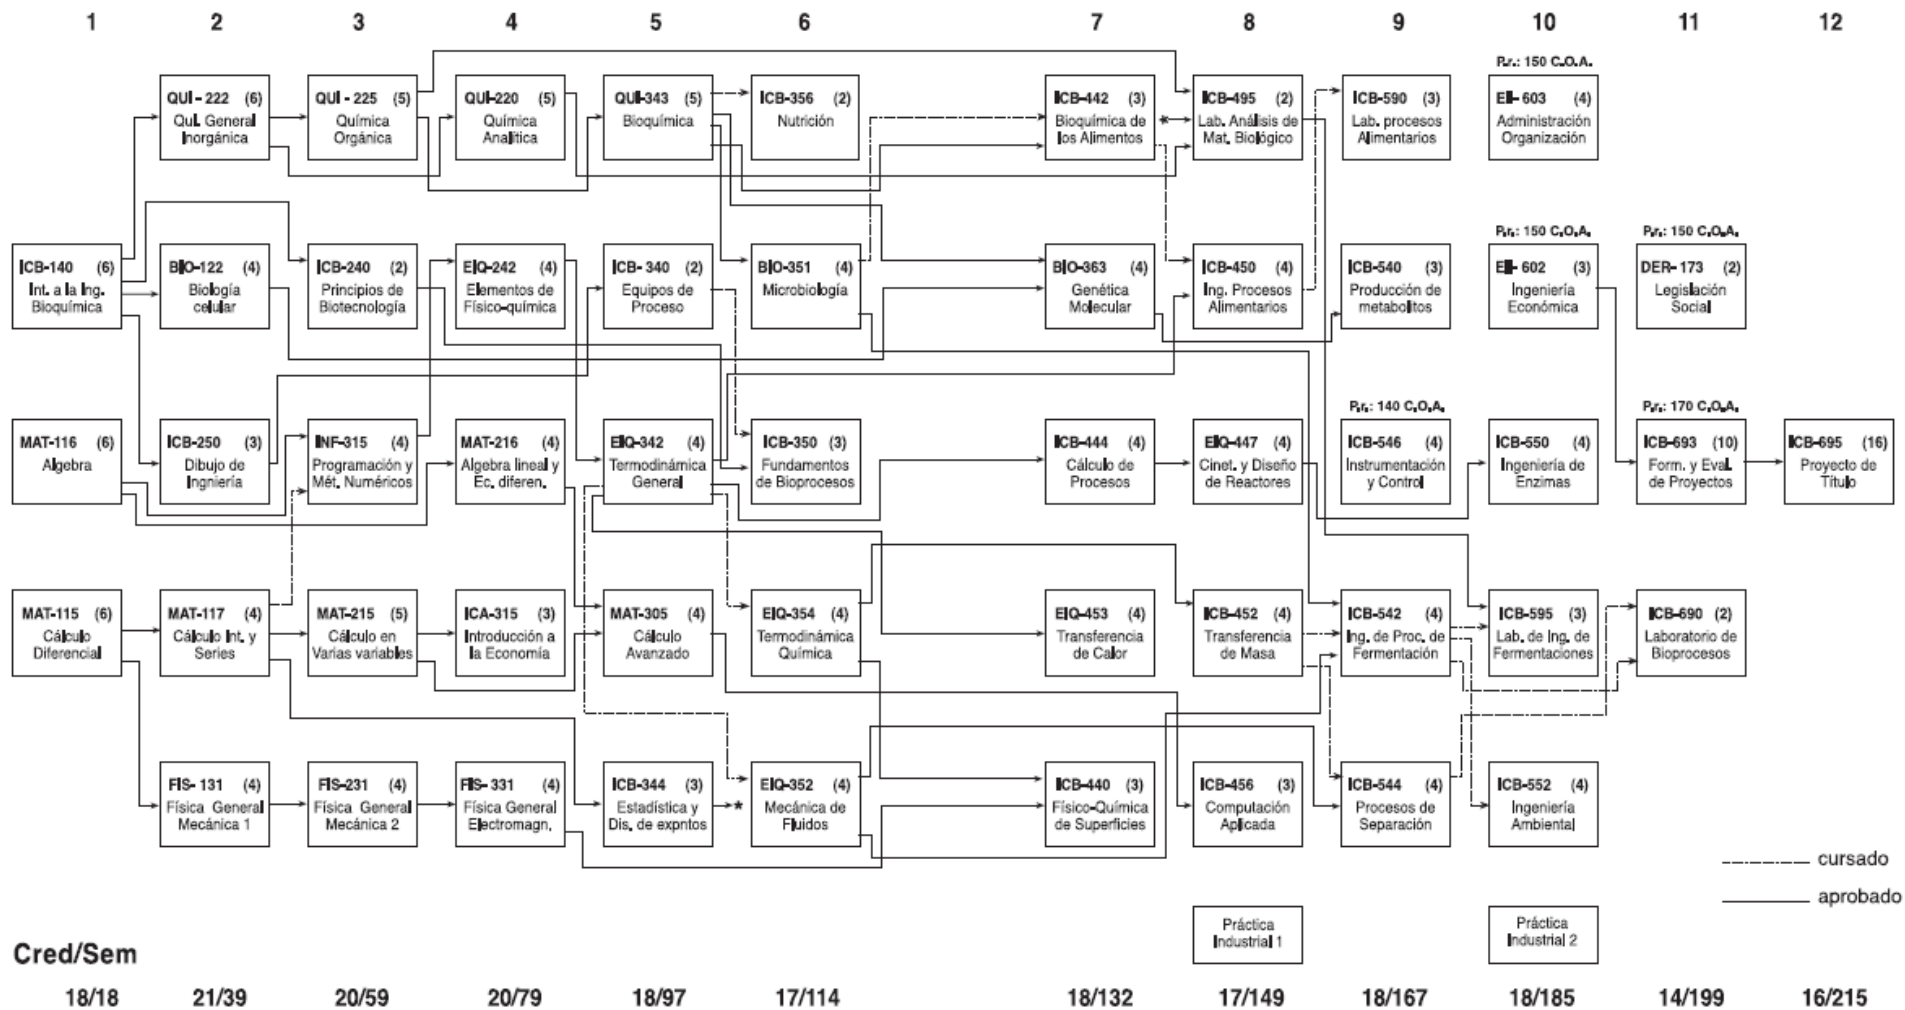 1 2 3 4 5 6 7 8 9 10 11 12
P.r.: 150 C.O.A.
QUI - 222 (6)
Qui. General
Inorgánica
QUI - 225 (5)
Química
Orgánica
QUI-220 (5)
Química
Analítica
QUI-343 (5)
Bioquímica
ICB-356 (2)
Nutrición
ICB-442 (3)
Bioquímica de
los Alimentos
*
ICB-495 (2)
Lab. Análisis de
Mat. Biológico
ICB-590 (3)
Lab. procesos
Alimentarios
EII- 603 (4)
Administración
Organización
P.r.: 150 C.O.A.
P.r.: 150 C.O.A.
ICB-140 (6)
Int. a la Ing.
Bioquímica
BIO-122 (4)
Biología
celular
ICB-240 (2)
Principios de
Biotecnología
EIQ-242 (4)
Elementos de
Físico-química
ICB- 340 (2)
Equipos de
Proceso
BIO-351 (4)
Microbiología
BIO-363 (4)
Genética
Molecular
ICB-450 (4)
Ing. Procesos
Alimentarios
ICB-540 (3)
Producción de
metabolitos
EII- 602 (3)
Ingeniería
Económica
DER- 173 (2)
Legislación
Social
P.r.: 140 C.O.A.
P.r.: 170 C.O.A.
MAT-116 (6)
Algebra
ICB-250 (3)
Dibujo de
Ingniería
INF-315 (4)
Programación y
Mét. Numéricos
MAT-216 (4)
Algebra lineal y
Ec. diferen.
EIQ-342 (4)
Termodinámica
General
ICB-350 (3)
Fundamentos
de Bioprocesos
ICB-444 (4)
Cálculo de
Procesos
EIQ-447 (4)
Cinet. y Diseño
de Reactores
ICB-546 (4)
Instrumentación
y Control
ICB-550 (4)
Ingeniería de
Enzimas
ICB-693 (10)
Form. y Eval.
de Proyectos
ICB-695 (16)
Proyecto de
Título
MAT-115 (6)
Cálculo
Diferencial
MAT-117 (4)
Cálculo Int. y
Series
MAT-215 (5)
Cálculo en
Varias variables
ICA-315 (3)
Introducción a
la Economía
MAT-305 (4)
Cálculo
Avanzado
EIQ-354 (4)
Termodinámica
Química
EIQ-453 (4)
Transferencia
de Calor
ICB-452 (4)
Transferencia
de Masa
ICB-542 (4)
Ing. de Proc. de
Fermentación
ICB-595 (3)
Lab. de Ing. de
Fermentaciones
ICB-690 (2)
Laboratorio de
Bioprocesos
FIS- 131 (4)
Física General
Mecánica 1
FIS-231 (4)
Física General
Mecánica 2
FIS- 331 (4)
Física General
Electromagn.
ICB-344 (3)
Estadística y
Dis. de expntos
*
EIQ-352 (4)
Mecánica de
Fluidos
ICB-440 (3)
Físico-Química
de Superficies
ICB-456 (3)
Computación
Aplicada
ICB-544 (4)
Procesos de
Separación
ICB-552 (4)
Ingeniería
Ambiental
cursado
aprobado
Práctica
Industrial 1
Práctica
Industrial 2
Cred/Sem
18/18 21/39 20/59 20/79 18/97 17/114 18/132 17/149 18/167 18/185 14/199 16/215